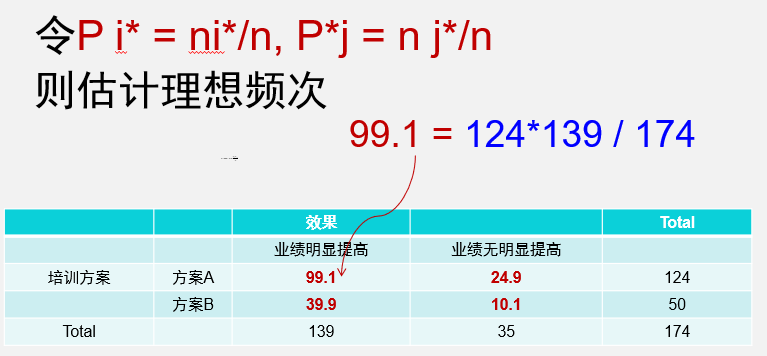 令P i* = ni*/n, P*j = n j*/n
则估计理想频次
99.1 = 124*139 / 174
效果 Total
业绩明显提高 业绩无明显提高
培训方案 方案A 99.1 24.9 124
方案B 39.9 10.1 50
Total 139 35 174